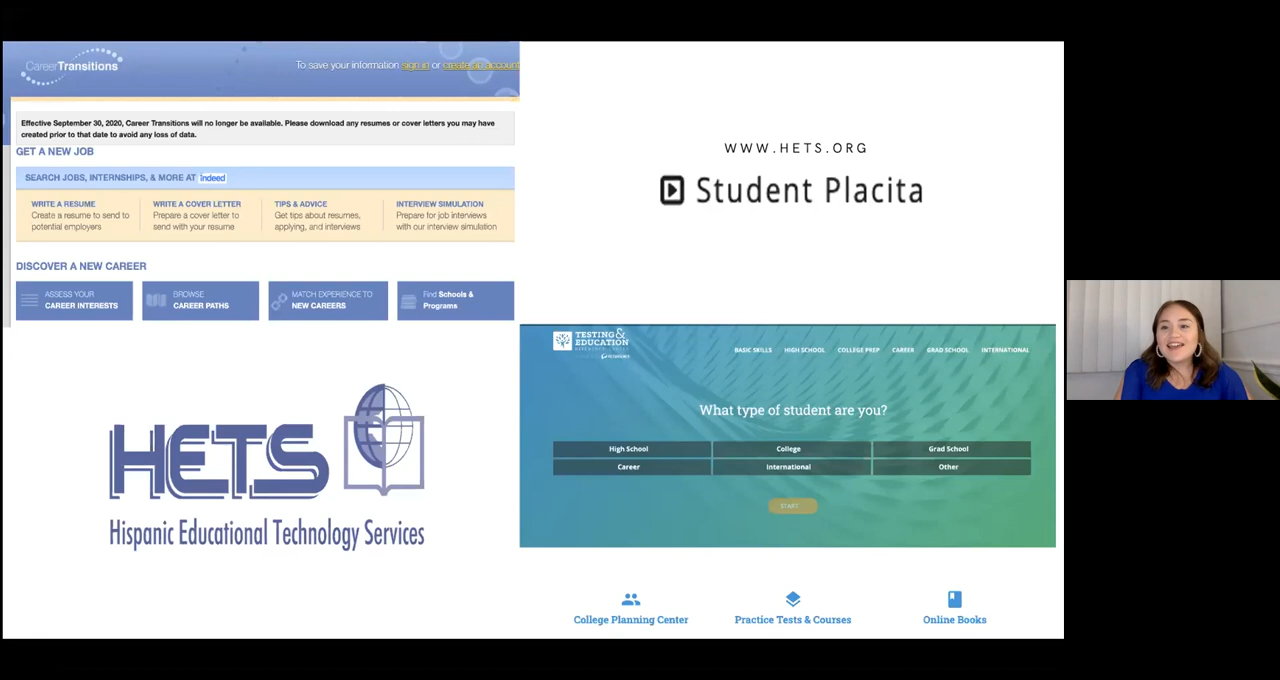 CareerTransitions
To save your information sign in or create an account
Effective September 30, 2020, Career Transitions will no longer be available. Please download any resumes or cover letters you may have
created prior to that date to avoid any loss of data.
GET A NEW JOB
SEARCH JOBS, INTERNSHIPS, & MORE AT indeed
WRITE A RESUME
Create a resume to send to
potential employers
WRITE A COVER LETTER
Prepare a cover letter to
send with your resume
TIPS & ADVICE
Get tips about resumes,
applying, and interviews
INTERVIEW SIMULATION
Prepare for job interviews
with our interview simulation
DISCOVER A NEW CAREER
ASSESS YOUR
CAREER INTERESTS
BROWSE
CAREER PATHS
MATCH EXPERIENCE TO
NEW CAREERS
Find Schools &
Programs
WWW.HETS.ORG
Student Placita
HETS
Hispanic Educational Technology Services
TESTING &
EDUCATION
BASIC SKILLS HIGH SCHOOL COLLEGE PREP CAREER GRAD SCHOOL INTERNATIONAL
What type of student are you?
High School College Grad School
Career International Other
START
College Planning Center Practice Tests & Courses Online Books